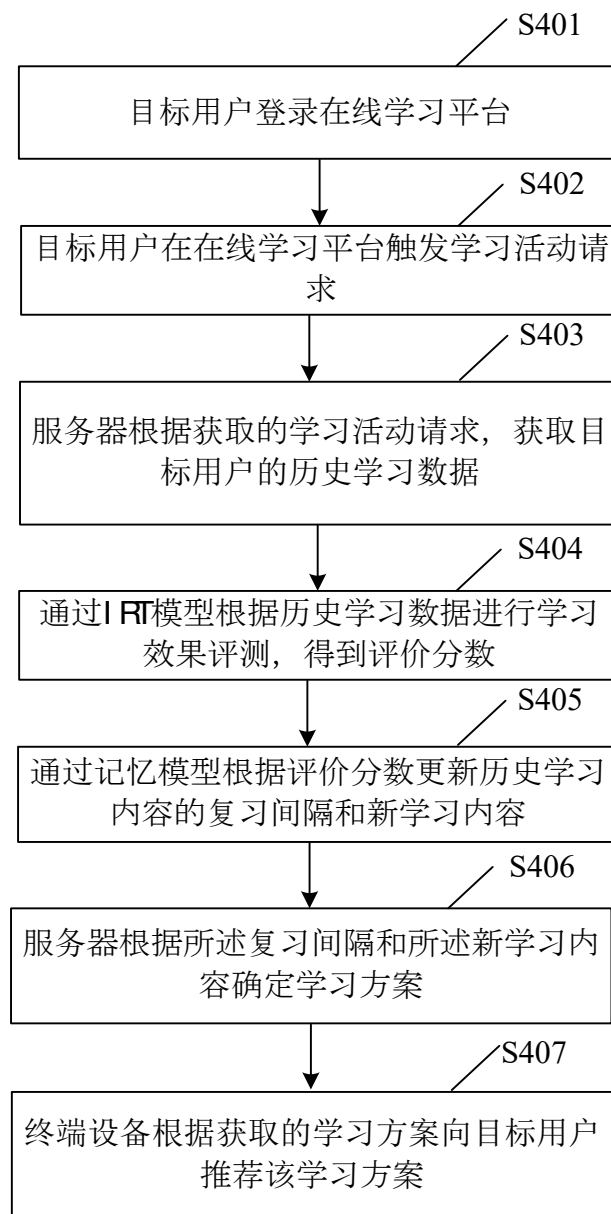 S401
目标用户登录在线学习平台
S402
目标用户在在线学习平台触发学习活动请
求
S403
服务器根据获取的学习活动请求，获取目
标用户的历史学习数据
S404
通过IRT模型根据历史学习数据进行学习
效果评测，得到评价分数
S405
通过记忆模型根据评价分数更新历史学习
内容的复习间隔和新学习内容
S406
服务器根据所述复习间隔和所述新学习内
容确定学习方案
S407
终端设备根据获取的学习方案向目标用户
推荐该学习方案